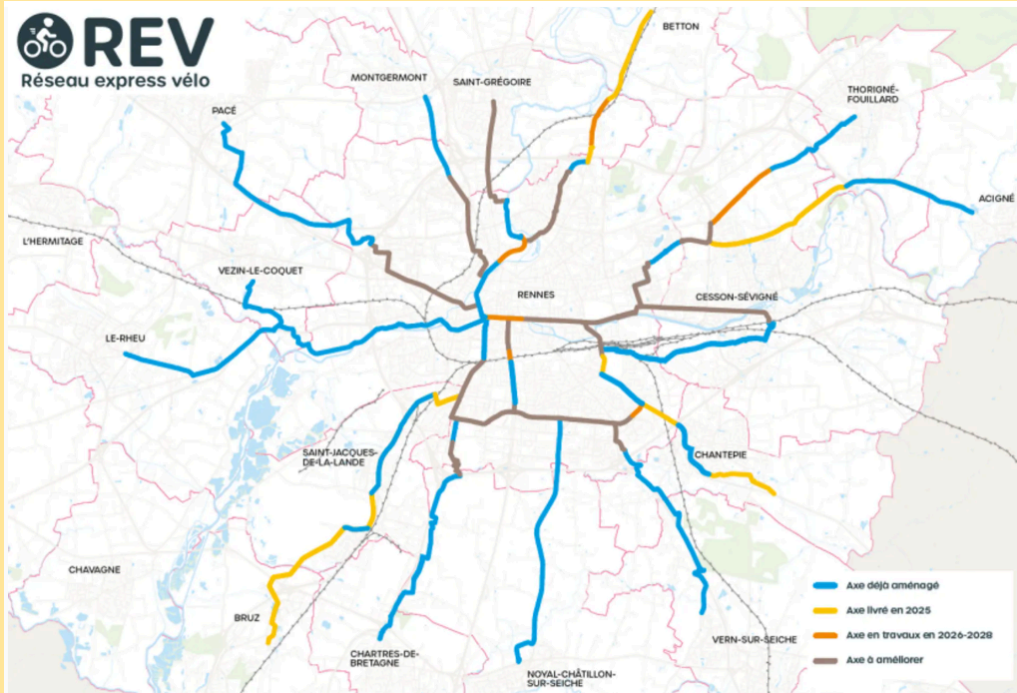 REV
Réseau express vélo
BETTON
MONTGERMONT
SAINT-GRÉGOIRE
THORIGNÉ-
FOUILLARD
PACÉ
ACIGNÉ
L'HERMITAGE
VEZIN-LE-COQUET
RENNES
CESSON-SÉVIGNÉ
LE-RHEU
SAINT-JACQUES-
DE-LA-LANDE
CHANTEPIE
CHAVAGNE
BRUZ
CHARTRES-DE-
BRETAGNE
NOYAL-CHÂTILLON-
SUR-SEICHE
VERN-SUR-SEICHE
Axe déjà aménagé
Axe livré en 2025
Axe en travaux en 2026-2028
Axe à améliorer